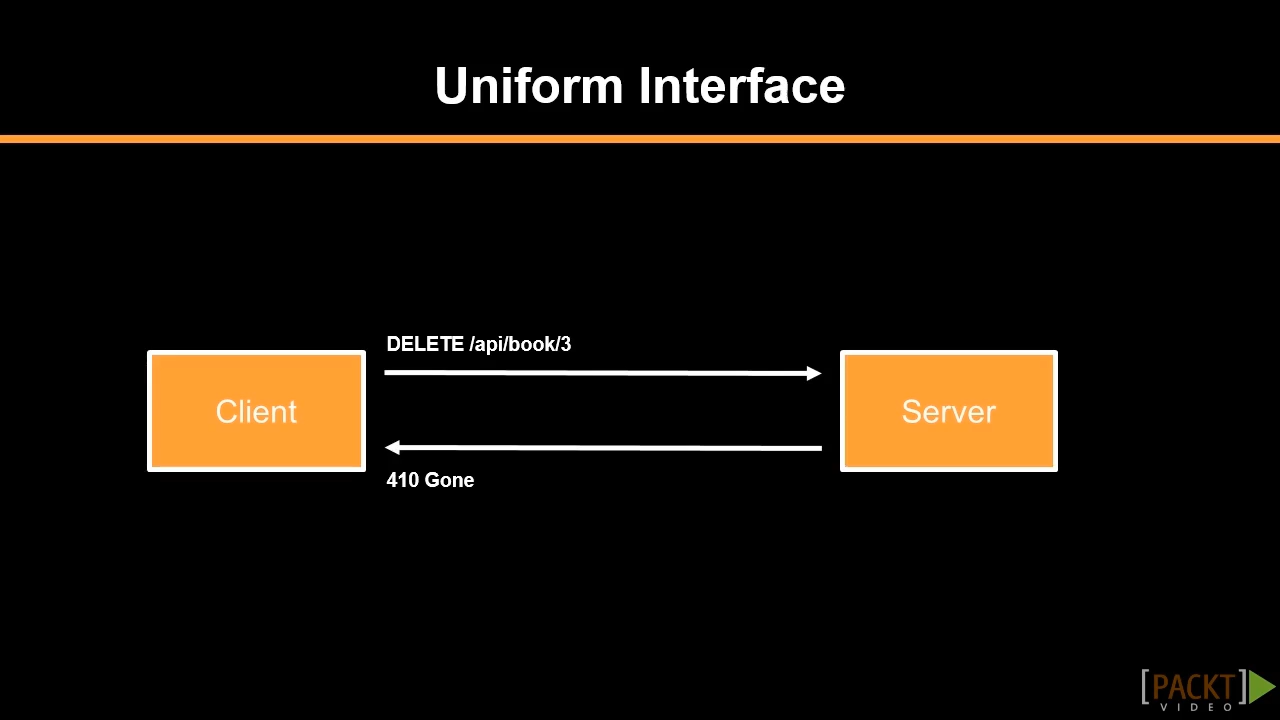 Uniform Interface
DELETE /api/book/3
Client
Server
410 Gone
[PACKT]
VIDEO